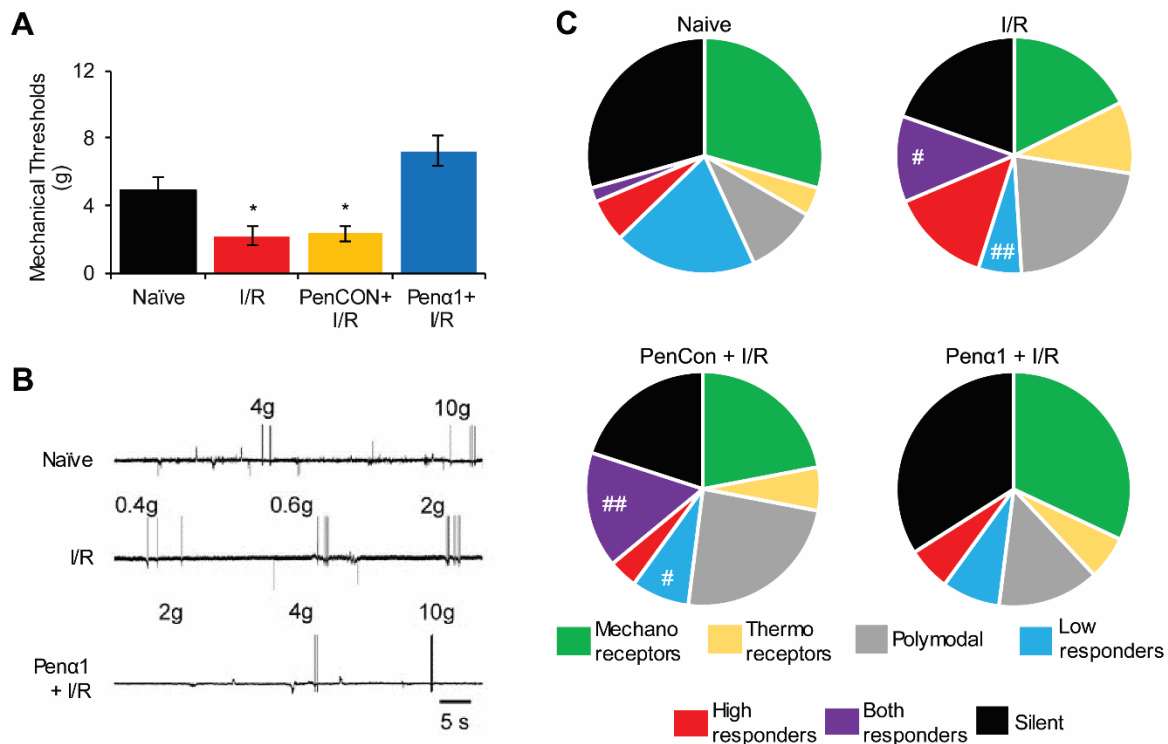 A
Mechanical Thresholds
(g)
12
8
4
0
*
*
Naïve
I/R
PenCON+
I/R
Penα1+
I/R
B
4g
10g
Naïve
0.4g
0.6g
2g
I/R
2g
4g
10g
Penα1
+ I/R
5 s
C
Naive
I/R
#
##
PenCon + I/R
Penα1 + I/R
##
#
Mechano
receptors
Thermo
receptors
Polymodal
Low
responders
High
responders
Both
responders
Silent